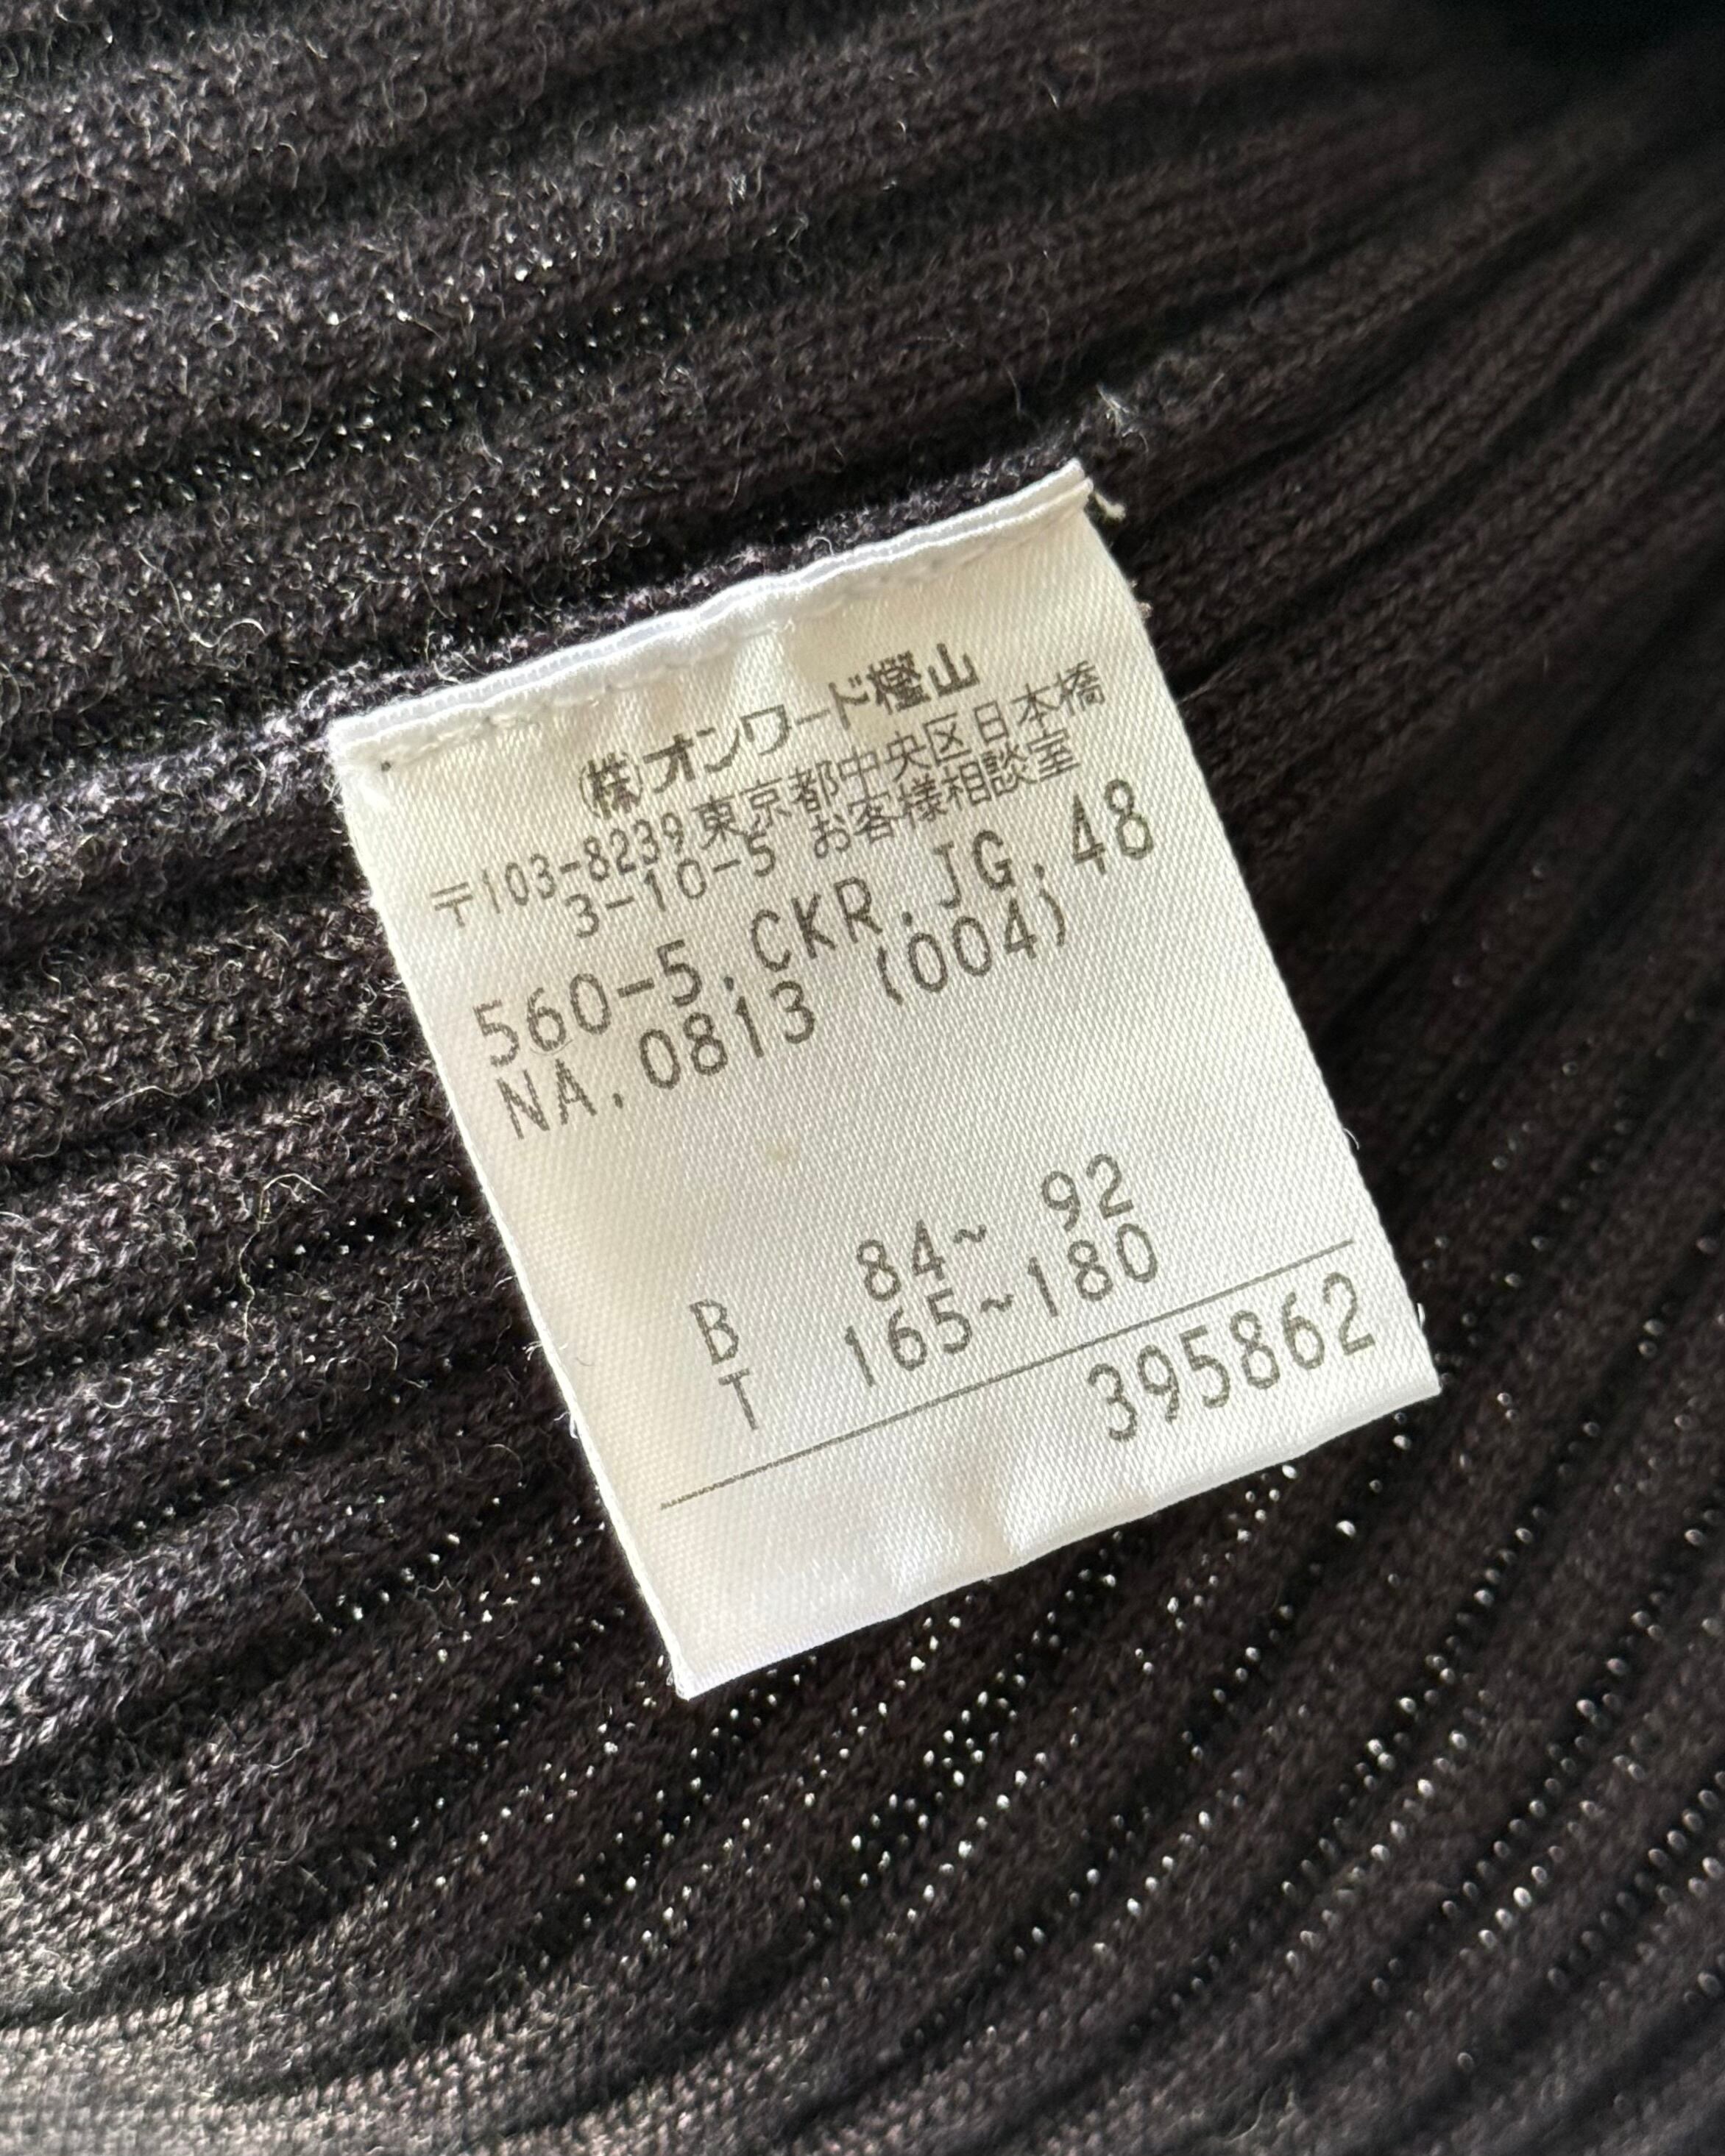 ㈱オンワード樫山
〒103-8239 東京都中央区日本橋
3-10-5 お客様相談室
560-5.CKR.JG.48
NA.0813 (004)
B 84~ 92
T 165~180
395862